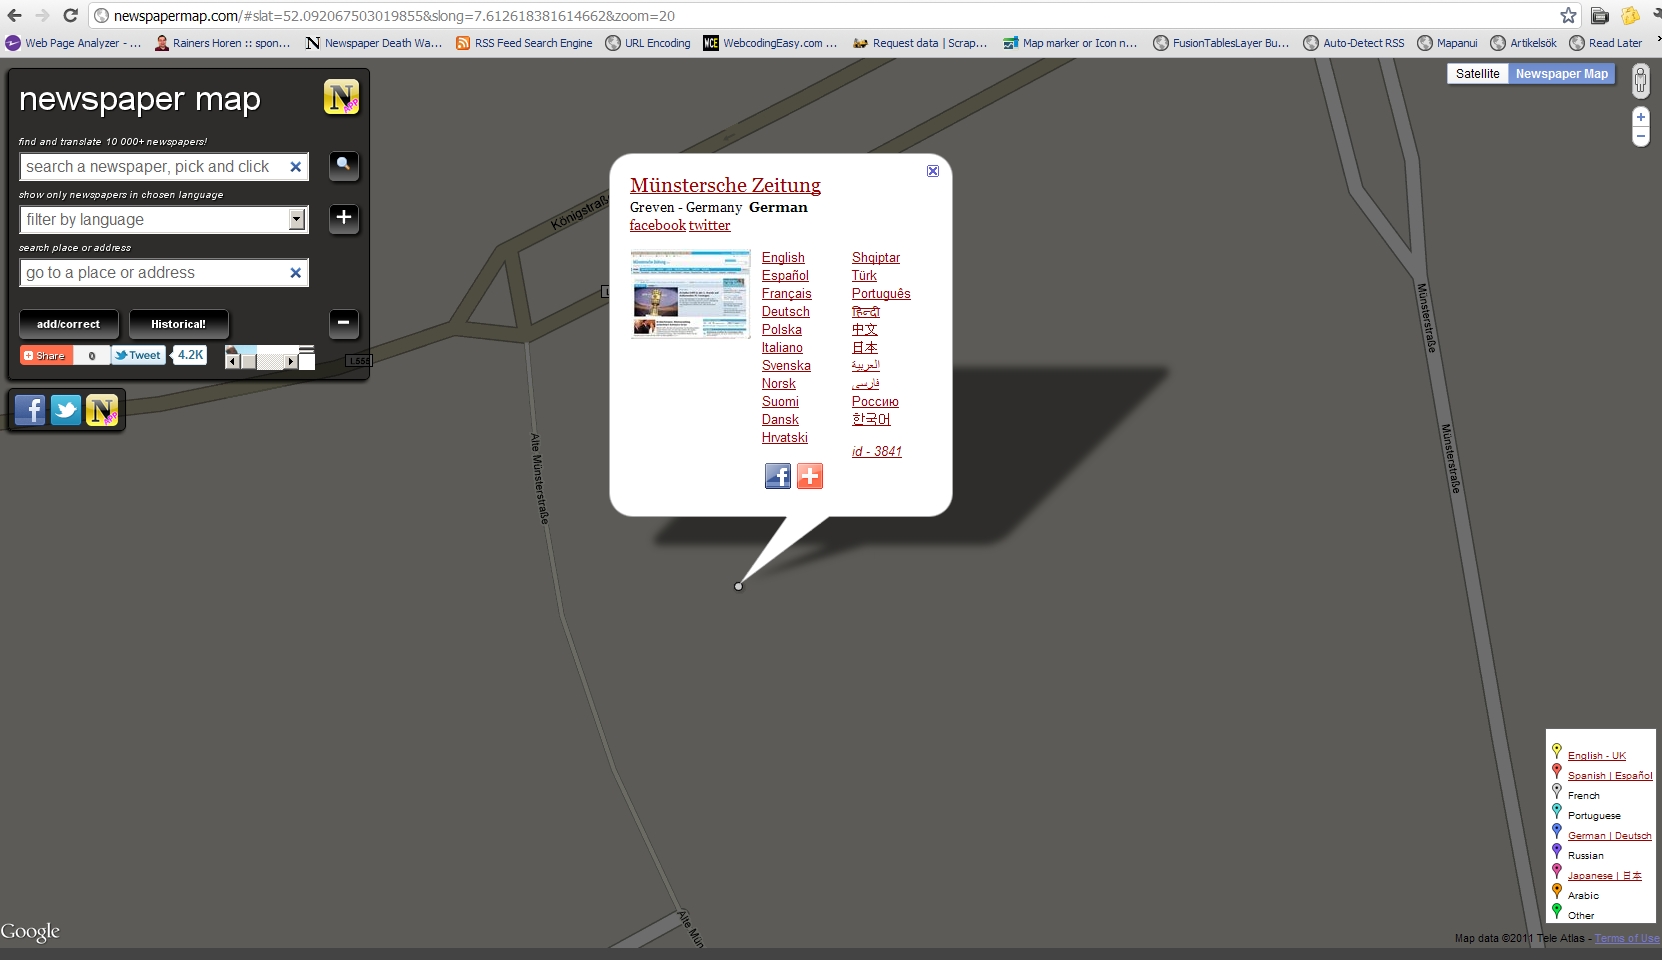 newspapermap.com/#slat=52.092067503019855&slong=7.612618381614662&zoom=20
Web Page Analyzer - ...
Rainers Horen :: spon...
Newspaper Death Wa...
RSS Feed Search Engine
URL Encoding
WebcodingEasy.com ...
Request data | Scrap...
Map marker or Icon n...
FusionTablesLayer Bu...
Auto-Detect RSS
Mapanui
Artikelsök
Read Later
newspaper map
N APP
find and translate 10 000+ newspapers!
search a newspaper, pick and click
show only newspapers in chosen language
filter by language
search place or address
go to a place or address
add/correct
Historical!
Share
0
Tweet
4.2K
L555
Satellite
Newspaper Map
Königstraße
Münstersche Zeitung
Greven - Germany German
facebook twitter
English
Español
Français
Deutsch
Polska
Italiano
Svenska
Norsk
Suomi
Dansk
Hrvatski
Shqiptar
Türk
Português
हिन्दी
中文
日本
العربية
فارسی
Россию
한국어
id - 3841
Alte Münsterstraße
Münsterstraße
Münsterstraße
Alte Mün
English - UK
Spanish | Español
French
Portuguese
German | Deutsch
Russian
Japanese | 日本
Arabic
Other
Google
Map data ©2011 Tele Atlas - Terms of Use